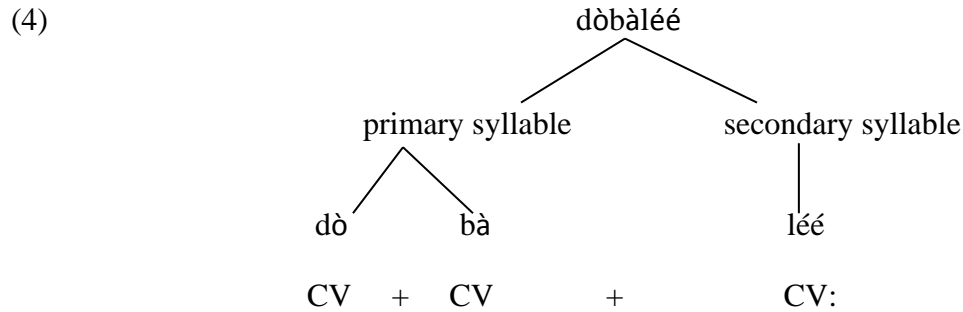 (4) dòbàléé
primary syllable secondary syllable
dò bà léé
CV + CV + CV: